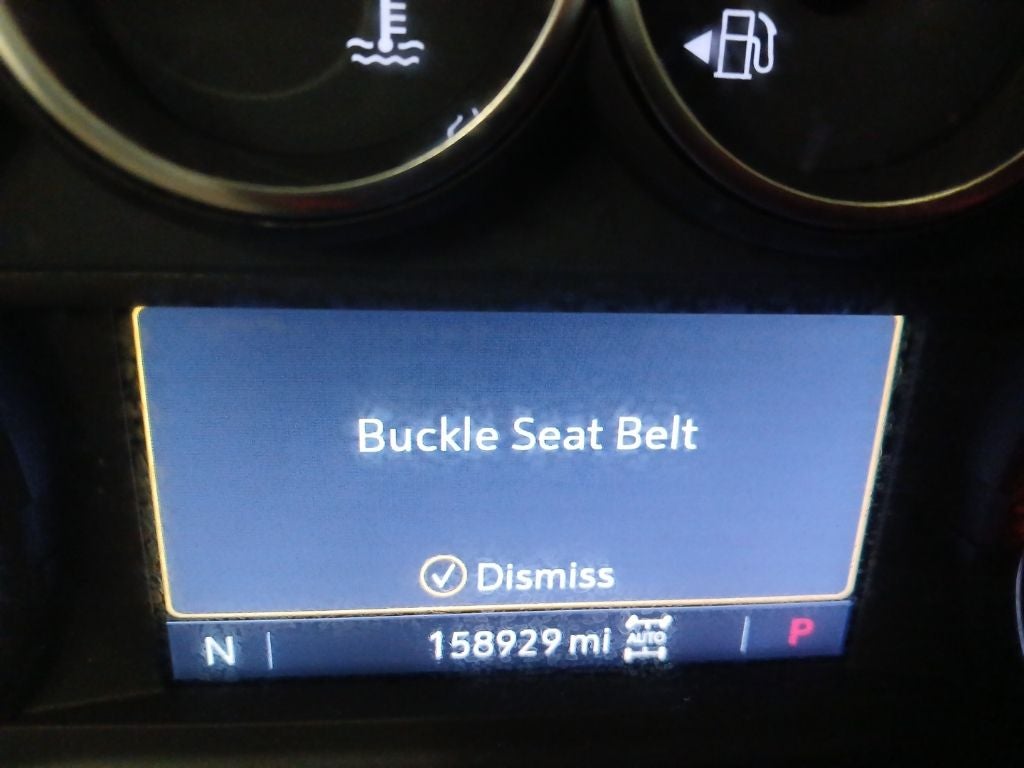 Buckle Seat Belt
Dismiss
N 158929 mi AUTO P